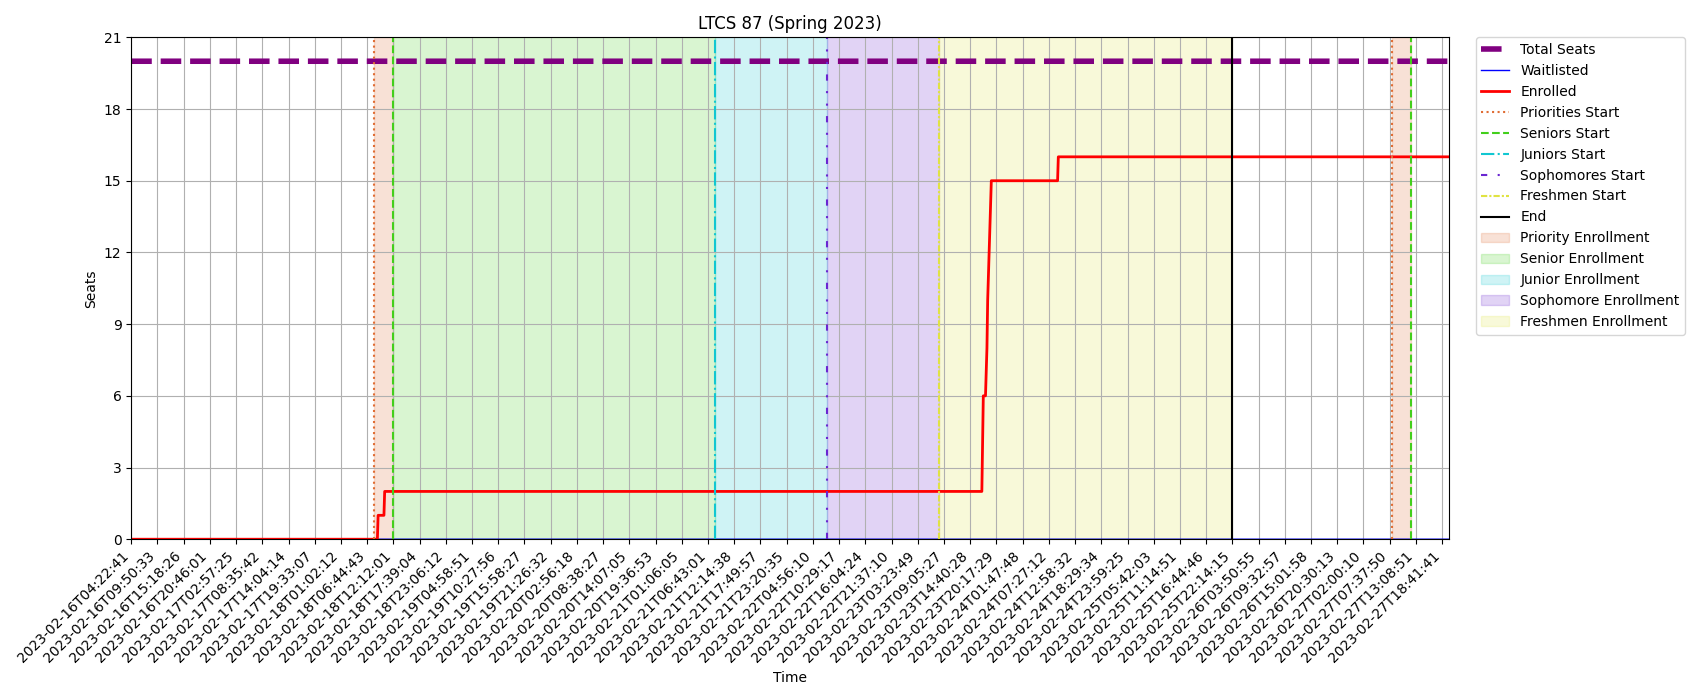 LTCS 87 (Spring 2023)
21
18
15
12
9
6
3
0
Seats
2023-02-16T04:22:41
2023-02-16T09:50:33
2023-02-16T15:18:26
2023-02-16T20:46:01
2023-02-17T02:57:25
2023-02-17T08:35:42
2023-02-17T14:04:14
2023-02-17T19:33:07
2023-02-18T01:02:12
2023-02-18T06:44:43
2023-02-18T12:12:01
2023-02-18T17:39:04
2023-02-18T23:06:12
2023-02-19T04:58:51
2023-02-19T10:27:56
2023-02-19T15:58:27
2023-02-19T21:26:32
2023-02-20T02:56:18
2023-02-20T08:38:27
2023-02-20T14:07:05
2023-02-20T19:36:53
2023-02-21T01:06:05
2023-02-21T06:43:01
2023-02-21T12:14:38
2023-02-21T17:49:57
2023-02-21T23:20:35
2023-02-22T04:56:10
2023-02-22T10:29:17
2023-02-22T16:04:24
2023-02-22T21:37:10
2023-02-23T03:23:49
2023-02-23T09:05:27
2023-02-23T14:40:28
2023-02-23T20:17:29
2023-02-24T01:47:48
2023-02-24T07:27:12
2023-02-24T12:58:32
2023-02-24T18:29:34
2023-02-24T23:59:25
2023-02-25T05:42:03
2023-02-25T11:14:51
2023-02-25T16:44:46
2023-02-25T22:14:15
2023-02-26T03:50:55
2023-02-26T09:32:57
2023-02-26T15:01:58
2023-02-26T20:30:13
2023-02-27T02:00:10
2023-02-27T07:37:50
2023-02-27T13:08:51
2023-02-27T18:41:41
Time
Total Seats
Waitlisted
Enrolled
Priorities Start
Seniors Start
Juniors Start
Sophomores Start
Freshmen Start
End
Priority Enrollment
Senior Enrollment
Junior Enrollment
Sophomore Enrollment
Freshmen Enrollment